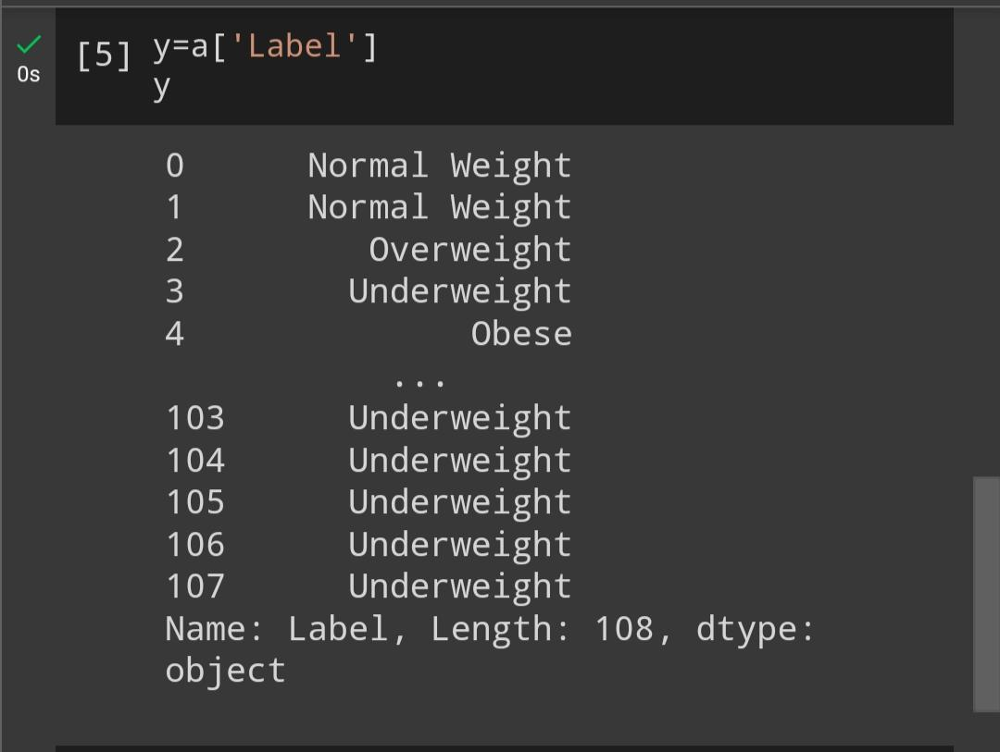 [5] y=a['Label']
0s
y
0 Normal Weight
1 Normal Weight
2 Overweight
3 Underweight
4 Obese
...
103 Underweight
104 Underweight
105 Underweight
106 Underweight
107 Underweight
Name: Label, Length: 108, dtype:
object